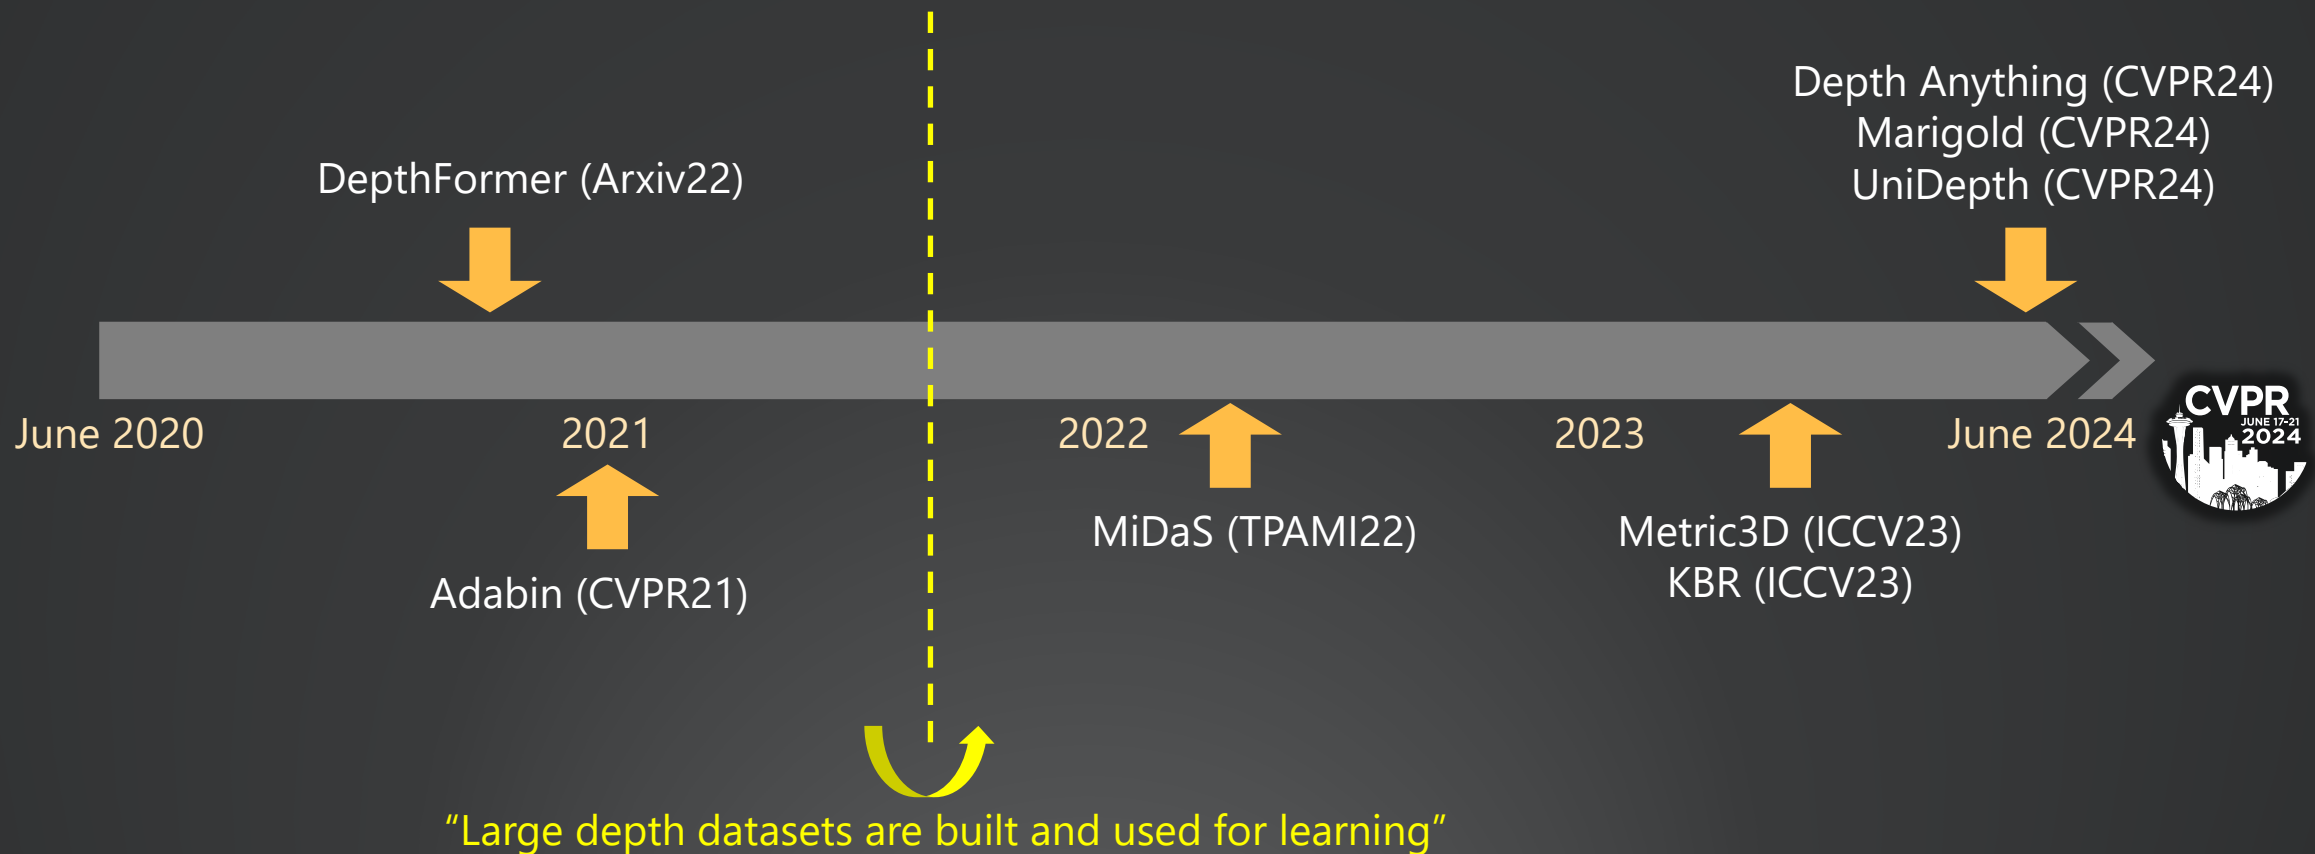 Depth Anything (CVPR24)
Marigold (CVPR24)
UniDepth (CVPR24)
DepthFormer (Arxiv22)
June 2020
2021
2022
2023
June 2024
CVPR
JUNE 17-21
2024
MiDaS (TPAMI22)
Metric3D (ICCV23)
KBR (ICCV23)
Adabin (CVPR21)
“Large depth datasets are built and used for learning”